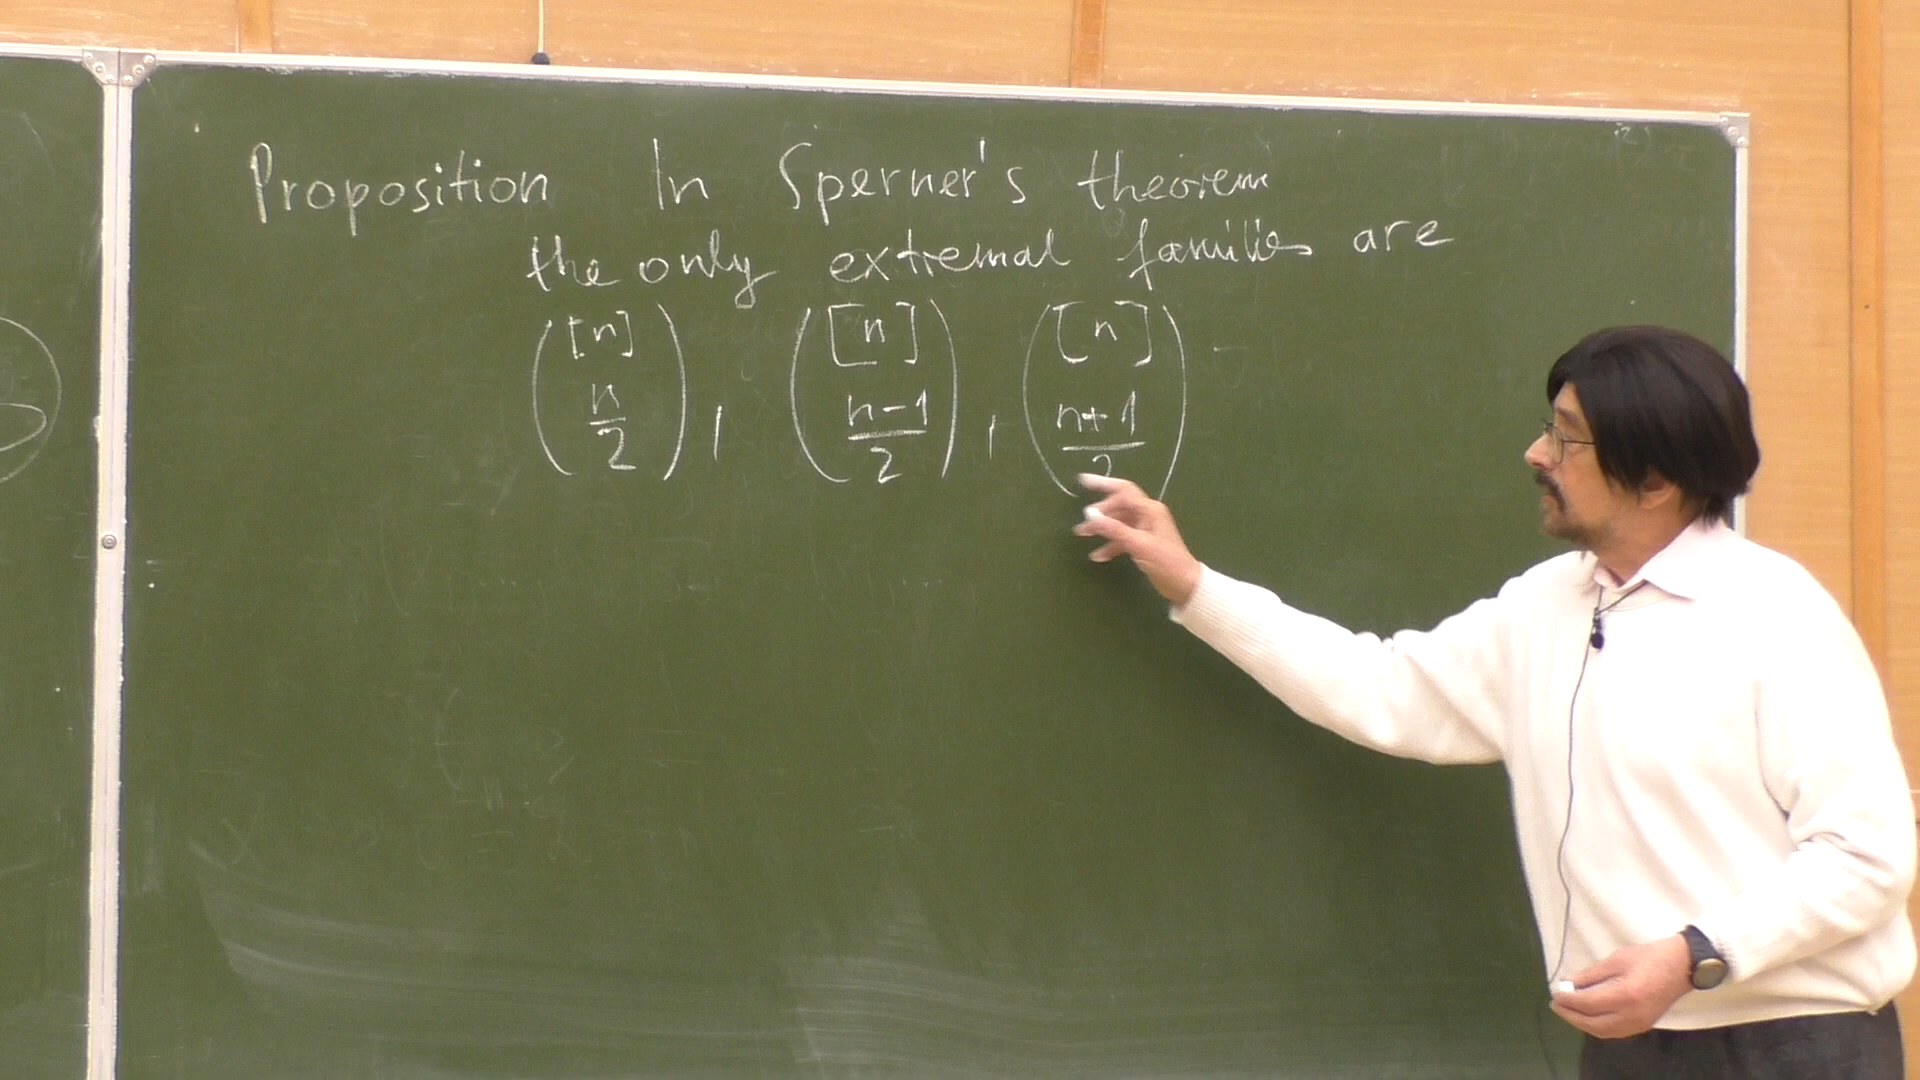 Proposition In Sperner's theorem
the only extremal families are
([n] n/2), ([n] n-1/2), ([n] n+1/2)